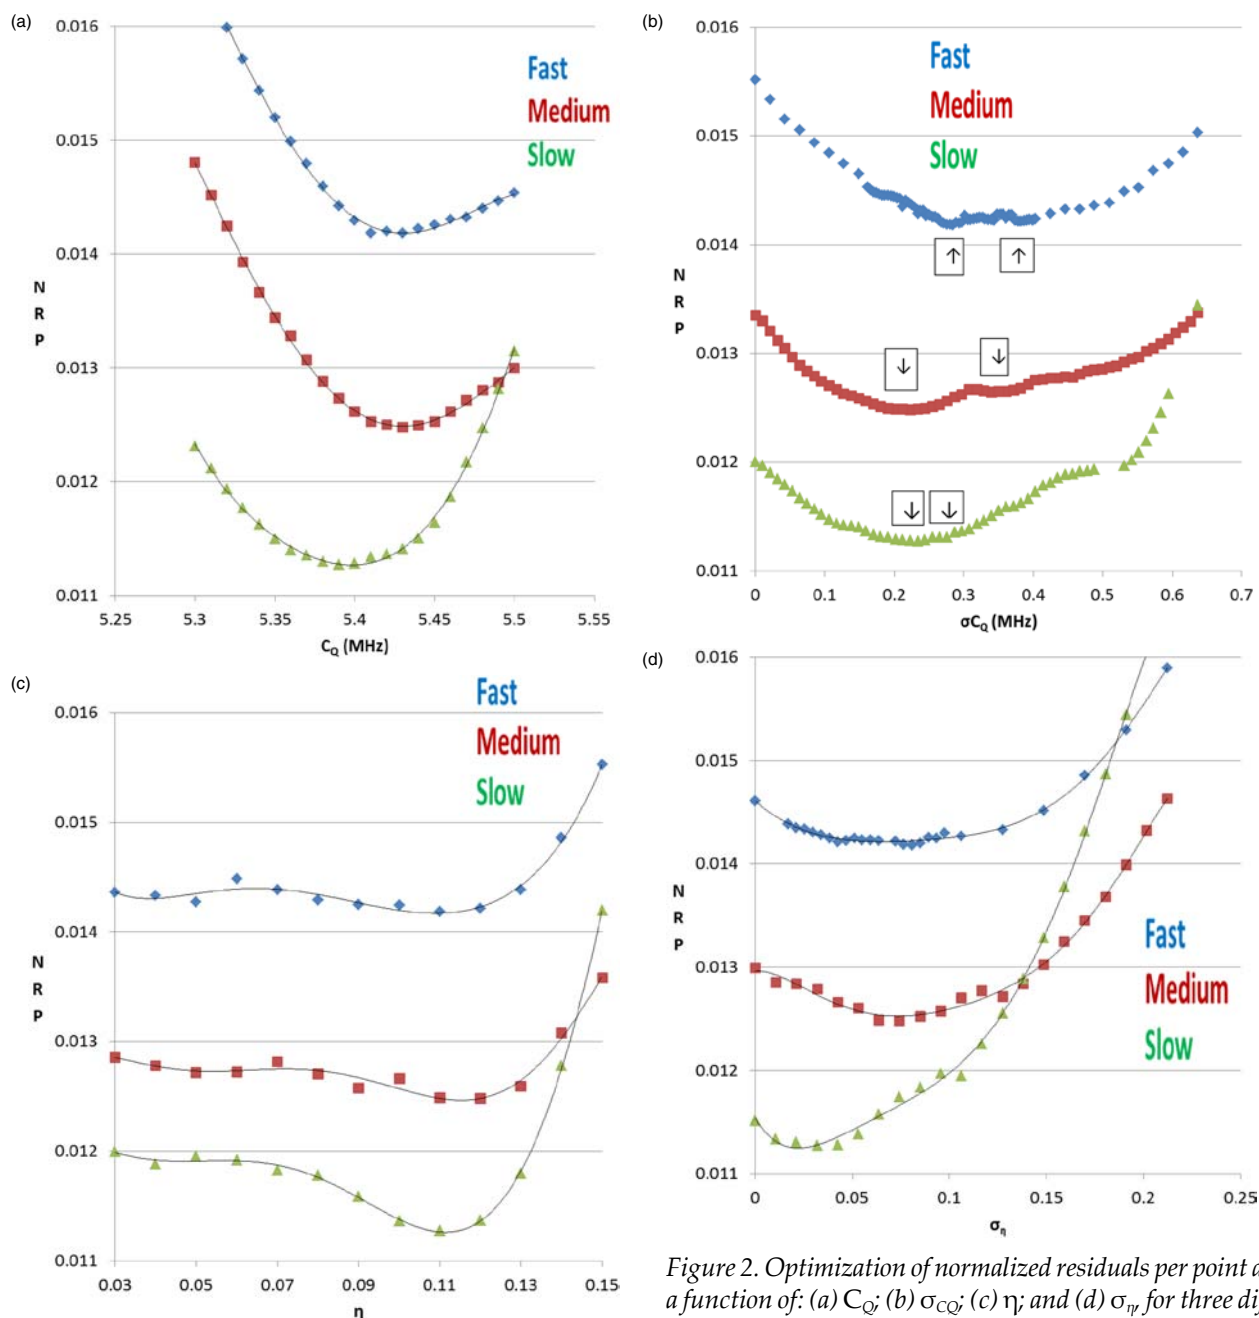 (a)
0.016
0.015
0.014
0.013
0.012
0.011
N
R
P
Fast
Medium
Slow
5.25
5.3
5.35
5.4
5.45
5.5
5.55
C_Q (MHz)
(b)
0.016
0.015
0.014
0.013
0.012
0.011
N
R
P
Fast
Medium
Slow
↑
↑
↓
↓
↓
↓
0
0.1
0.2
0.3
0.4
0.5
0.6
0.7
σC_Q (MHz)
(c)
0.016
0.015
0.014
0.013
0.012
0.011
N
R
P
Fast
Medium
Slow
0.03
0.05
0.07
0.09
0.11
0.13
0.15
η
(d)
0.016
0.015
0.014
0.013
0.012
0.011
N
R
P
Fast
Medium
Slow
0
0.05
0.1
0.15
0.2
0.25
σ_η
Figure 2. Optimization of normalized residuals per point
a function of: (a) C_Q; (b) σ_CQ; (c) η; and (d) σ_η, for three